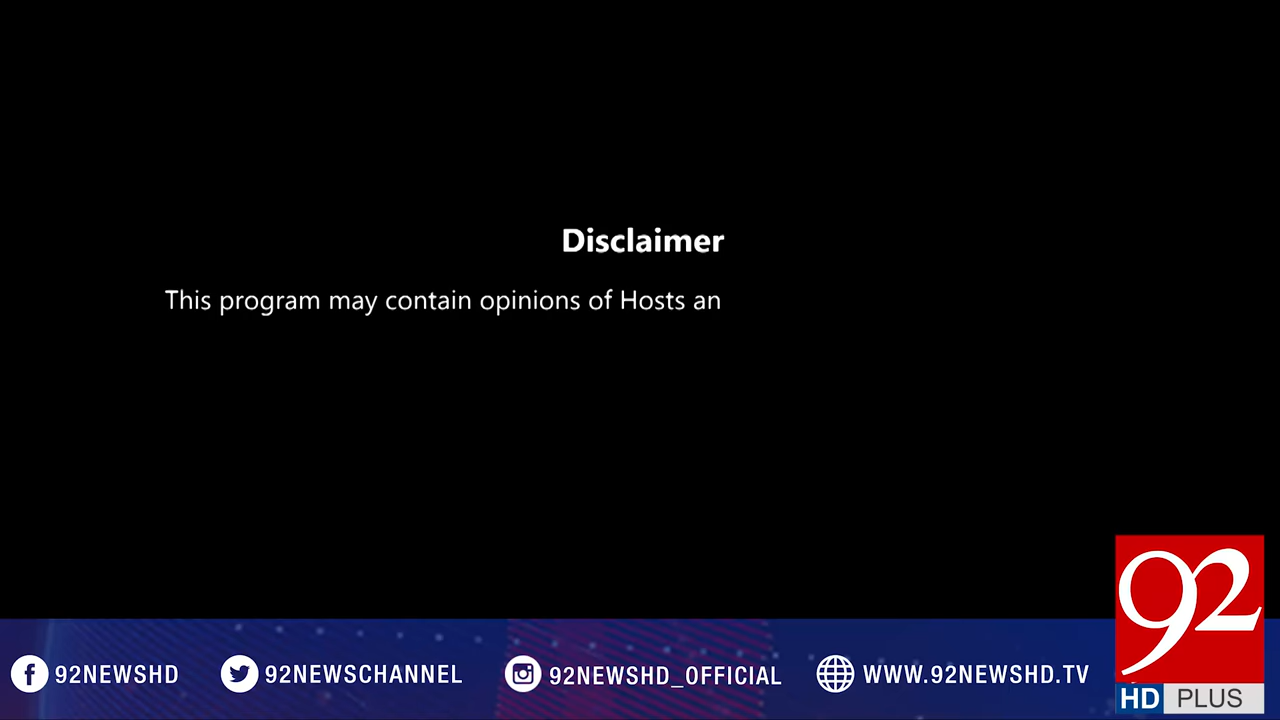 Disclaimer
This program may contain opinions of Hosts an
92NEWSHD 92NEWSCHANNEL 92NEWSHD_OFFICIAL WWW.92NEWSHD.TV
92
HD PLUS